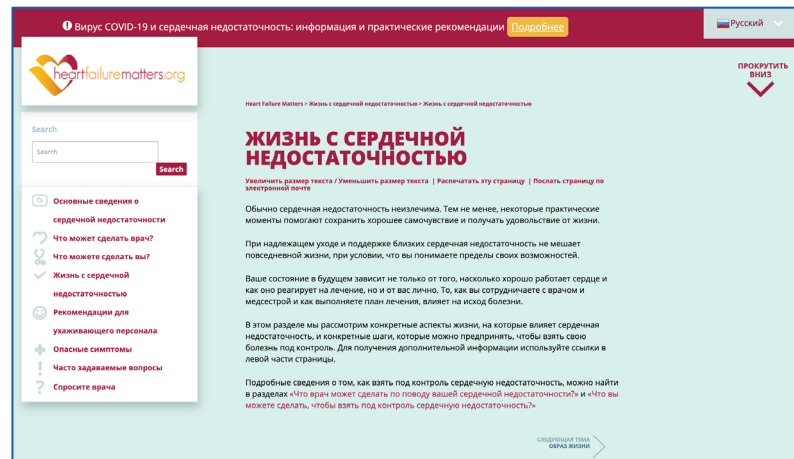 Вирус COVID-19 и сердечная недостаточность: информация и практические рекомендации Подробнее
Русский
heartfailurematters.org
ПРОКРУТИТЬ
ВНИЗ
Heart Failure Matters > Жизнь с сердечной недостаточностью > Жизнь с сердечной недостаточностью
Search
Search
Search
ЖИЗНЬ С СЕРДЕЧНОЙ
НЕДОСТАТОЧНОСТЬЮ
Увеличить размер текста / Уменьшить размер текста | Распечатать эту страницу | Послать страницу по
электронной почте
Основные сведения о
сердечной недостаточности
Что может сделать врач?
Что можете сделать вы?
Жизнь с сердечной
недостаточностью
Рекомендации для
ухаживающего персонала
Опасные симптомы
Часто задаваемые вопросы
Спросите врача
Обычно сердечная недостаточность неизлечима. Тем не менее, некоторые практические
моменты помогают сохранить хорошее самочувствие и получать удовольствие от жизни.
При надлежащем уходе и поддержке близких сердечная недостаточность не мешает
повседневной жизни, при условии, что вы понимаете пределы своих возможностей.
Ваше состояние в будущем зависит не только от того, насколько хорошо работает сердце и
как оно реагирует на лечение, но и от вас лично. То, как вы сотрудничаете с врачом и
медсестрой и как выполняете план лечения, влияет на исход болезни.
В этом разделе мы рассмотрим конкретные аспекты жизни, на которые влияет сердечная
недостаточность, и конкретные шаги, которые можно предпринять, чтобы взять свою
болезнь под контроль. Для получения дополнительной информации используйте ссылки в
левой части страницы.
Подробные сведения о том, как взять под контроль сердечную недостаточность, можно найти
в разделах «Что врач может сделать по поводу вашей сердечной недостаточности?» и «Что вы
можете сделать, чтобы взять под контроль сердечную недостаточность?»
СЛЕДУЮЩАЯ ТЕМА
ОБРАЗ ЖИЗНИ